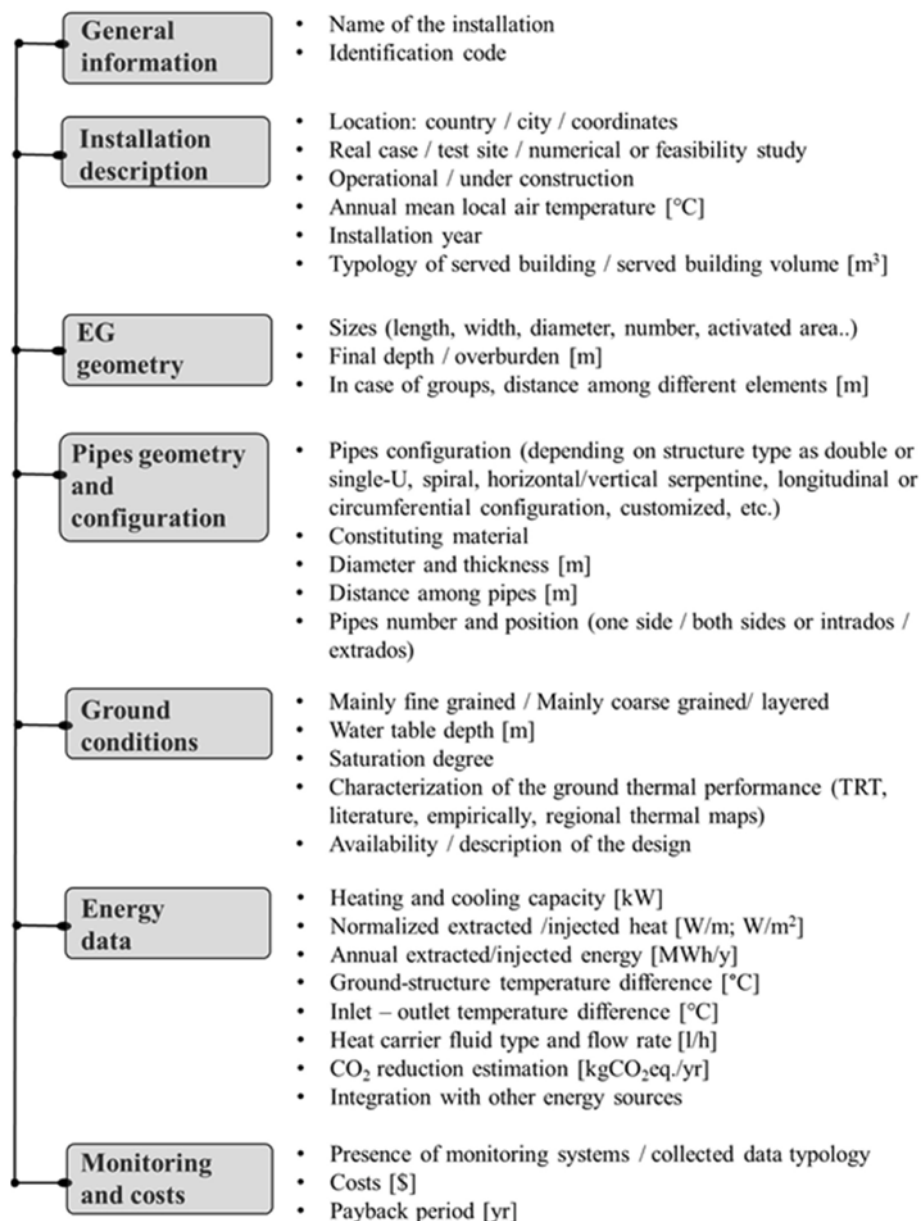 General
information
• Name of the installation
• Identification code
Installation
description
• Location: country / city / coordinates
• Real case / test site / numerical or feasibility study
• Operational / under construction
• Annual mean local air temperature [°C]
• Installation year
• Typology of served building / served building volume [m³]
EG
geometry
• Sizes (length, width, diameter, number, activated area..)
• Final depth / overburden [m]
• In case of groups, distance among different elements [m]
Pipes geometry
and
configuration
• Pipes configuration (depending on structure type as double or
single-U, spiral, horizontal/vertical serpentine, longitudinal or
circumferential configuration, customized, etc.)
• Constituting material
• Diameter and thickness [m]
• Distance among pipes [m]
• Pipes number and position (one side / both sides or intrados /
extrados)
Ground
conditions
• Mainly fine grained / Mainly coarse grained/ layered
• Water table depth [m]
• Saturation degree
• Characterization of the ground thermal performance (TRT,
literature, empirically, regional thermal maps)
• Availability / description of the design
Energy
data
• Heating and cooling capacity [kW]
• Normalized extracted /injected heat [W/m; W/m²]
• Annual extracted/injected energy [MWh/y]
• Ground-structure temperature difference [°C]
• Inlet – outlet temperature difference [°C]
• Heat carrier fluid type and flow rate [l/h]
• CO₂ reduction estimation [kgCO₂eq./yr]
• Integration with other energy sources
Monitoring
and costs
• Presence of monitoring systems / collected data typology
• Costs [$]
• Payback period [yr]